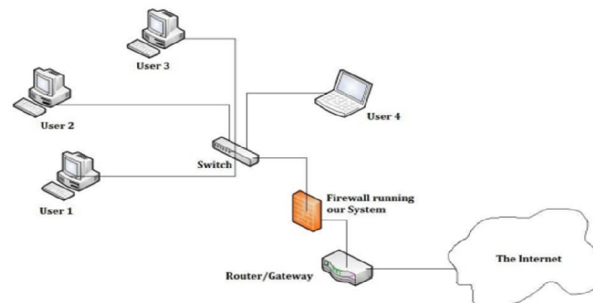 User 3
User 2
User 4
Switch
User 1
Firewall running
our System
The Internet
Router/Gateway